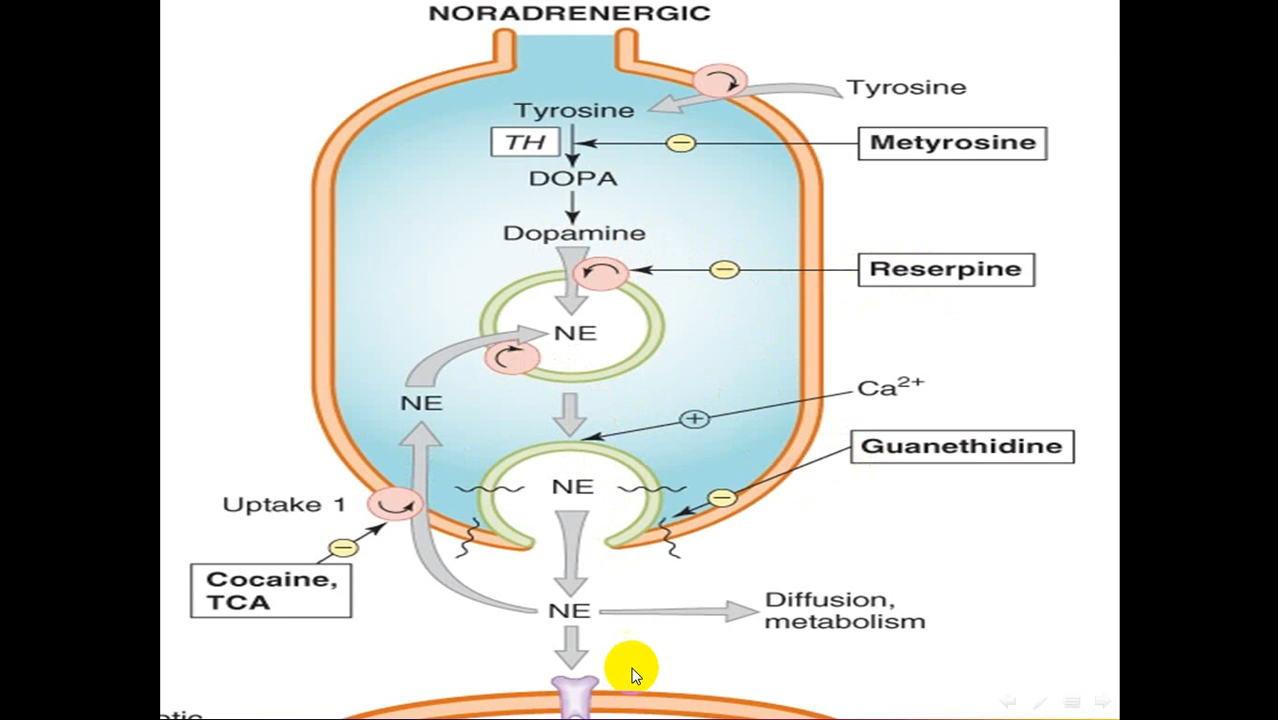 NORADRENERGIC
Tyrosine
Tyrosine
TH
Metyrosine
DOPA
Dopamine
Reserpine
NE
Ca2+
NE
Guanethidine
NE
Uptake 1
Cocaine,
TCA
NE
Diffusion,
metabolism